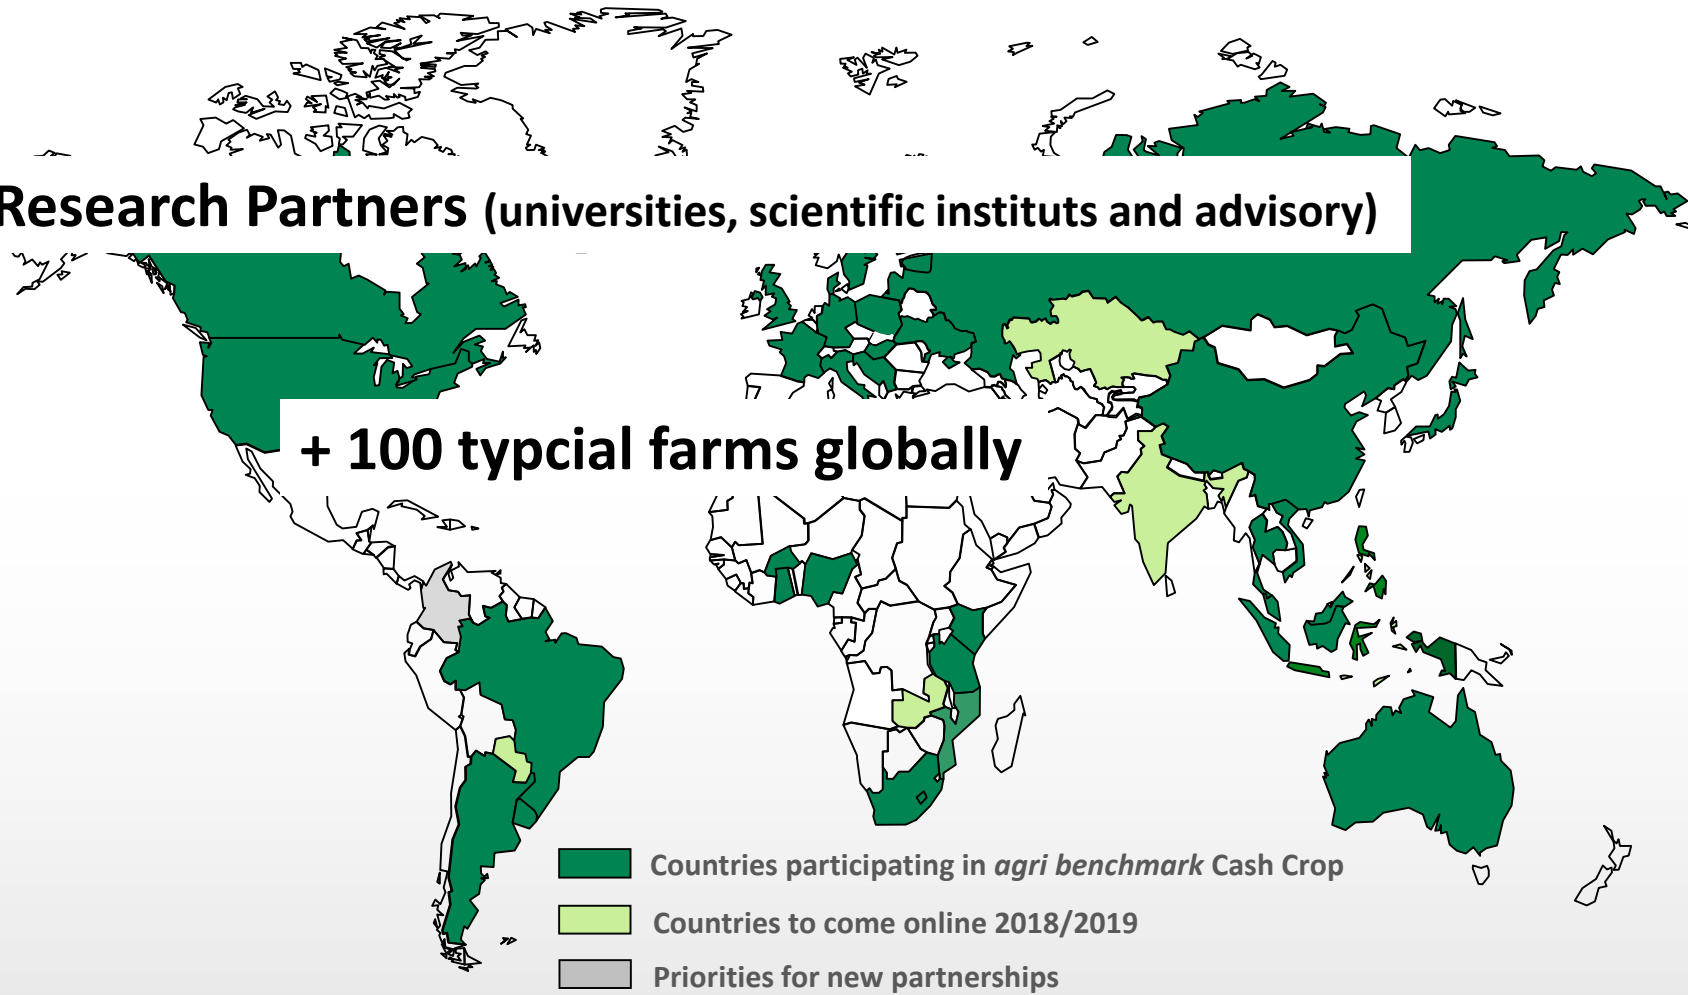 Research Partners (universities, scientific instituts and advisory)
+ 100 typcial farms globally
Countries participating in agri benchmark Cash Crop
Countries to come online 2018/2019
Priorities for new partnerships